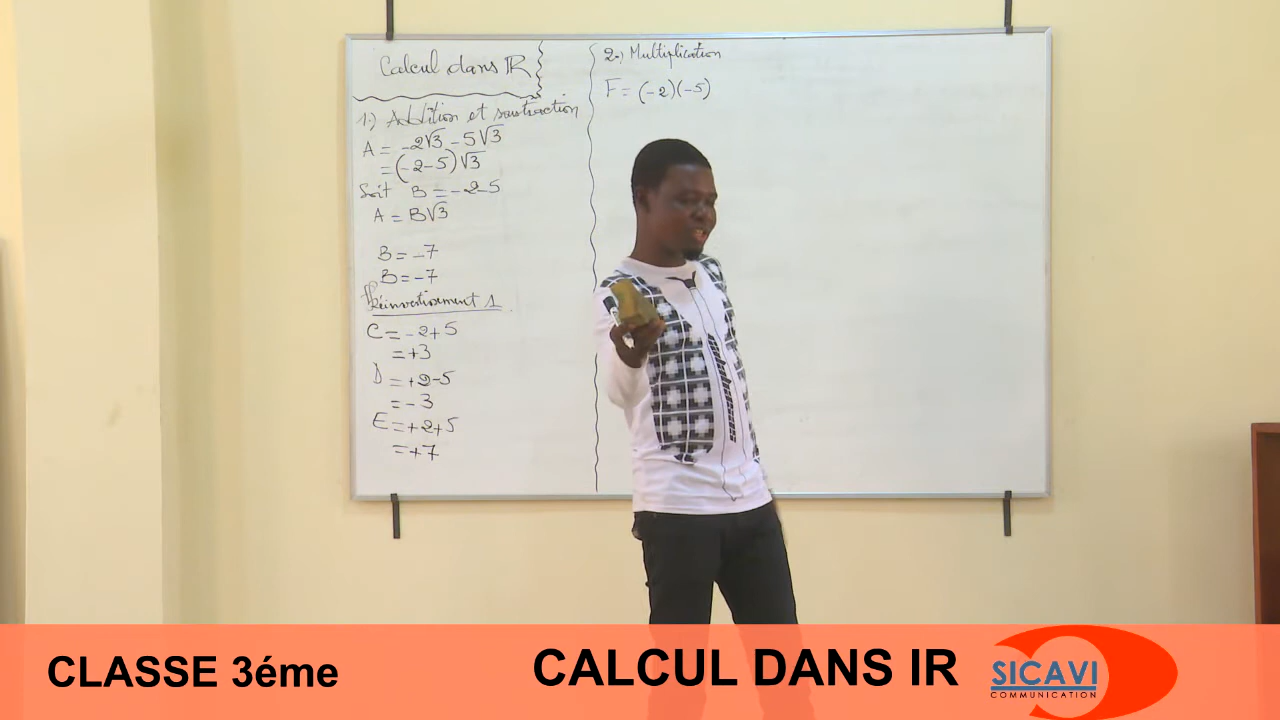 Calcul dans IR
1.) Addition et soustraction
A = -2√3 - 5√3
= (-2-5)√3
Soit B = -2-5
A = B√3
B = -7
B = -7
Réinvestissement 1
C = -2+5
= +3
D = +2-5
= -3
E = +2+5
= +7
2.) Multiplication
F = (-2)(-5)
CLASSE 3éme
CALCUL DANS IR
SICAVI
COMMUNICATION